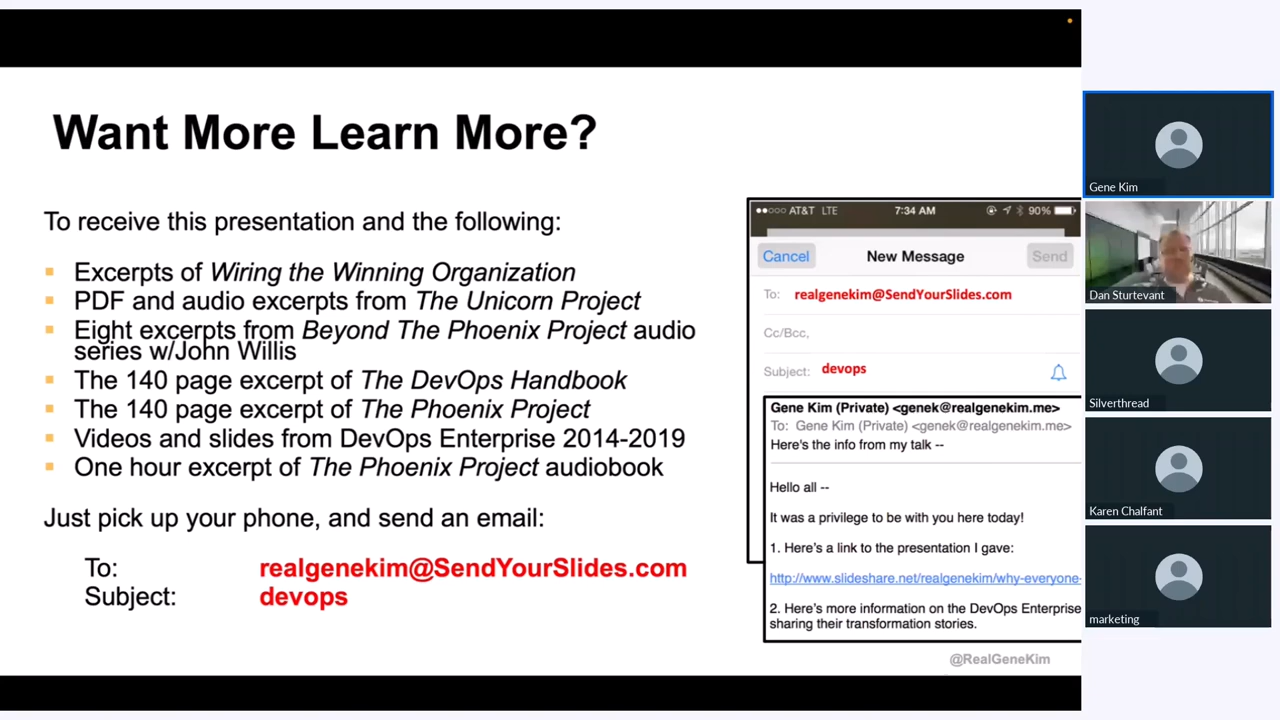 Want More Learn More?
To receive this presentation and the following:
Excerpts of Wiring the Winning Organization
PDF and audio excerpts from The Unicorn Project
Eight excerpts from Beyond The Phoenix Project audio
series w/John Willis
The 140 page excerpt of The DevOps Handbook
The 140 page excerpt of The Phoenix Project
Videos and slides from DevOps Enterprise 2014-2019
One hour excerpt of The Phoenix Project audiobook
Just pick up your phone, and send an email:
To: realgenekim@SendYourSlides.com
Subject: devops
AT&T LTE 7:34 AM 90%
Cancel New Message Send
To: realgenekim@SendYourSlides.com
Cc/Bcc,
Subject: devops
Gene Kim (Private) <genek@realgenekim.me>
To: Gene Kim (Private) <genek@realgenekim.me>
Here's the info from my talk --
Hello all --
It was a privilege to be with you here today!
1. Here's a link to the presentation I gave:
http://www.slideshare.net/realgenekim/why-everyone-
2. Here's more information on the DevOps Enterprise
sharing their transformation stories.
@RealGeneKim
Gene Kim
Dan Sturtevant
Silverthread
Karen Chalfant
marketing